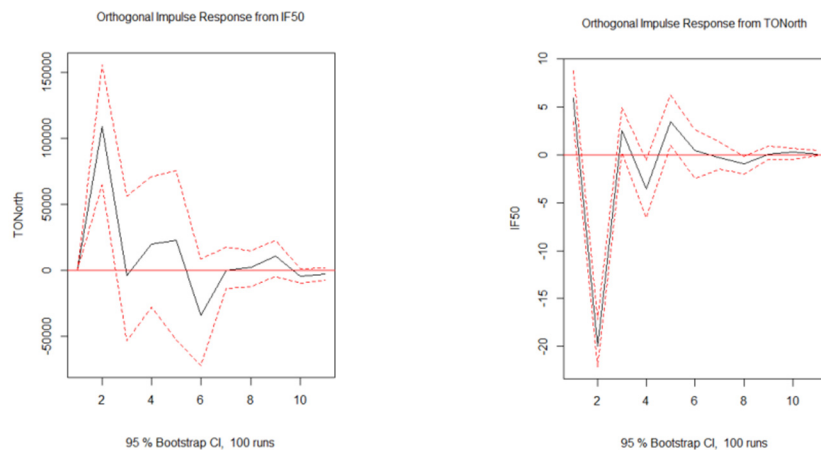 Orthogonal Impulse Response from IF50
TONorth
150000
100000
50000
0
-50000
2 4 6 8 10
95 % Bootstrap CI, 100 runs
Orthogonal Impulse Response from TONorth
IF50
10
5
0
-5
-10
-15
-20
2 4 6 8 10
95 % Bootstrap CI, 100 runs